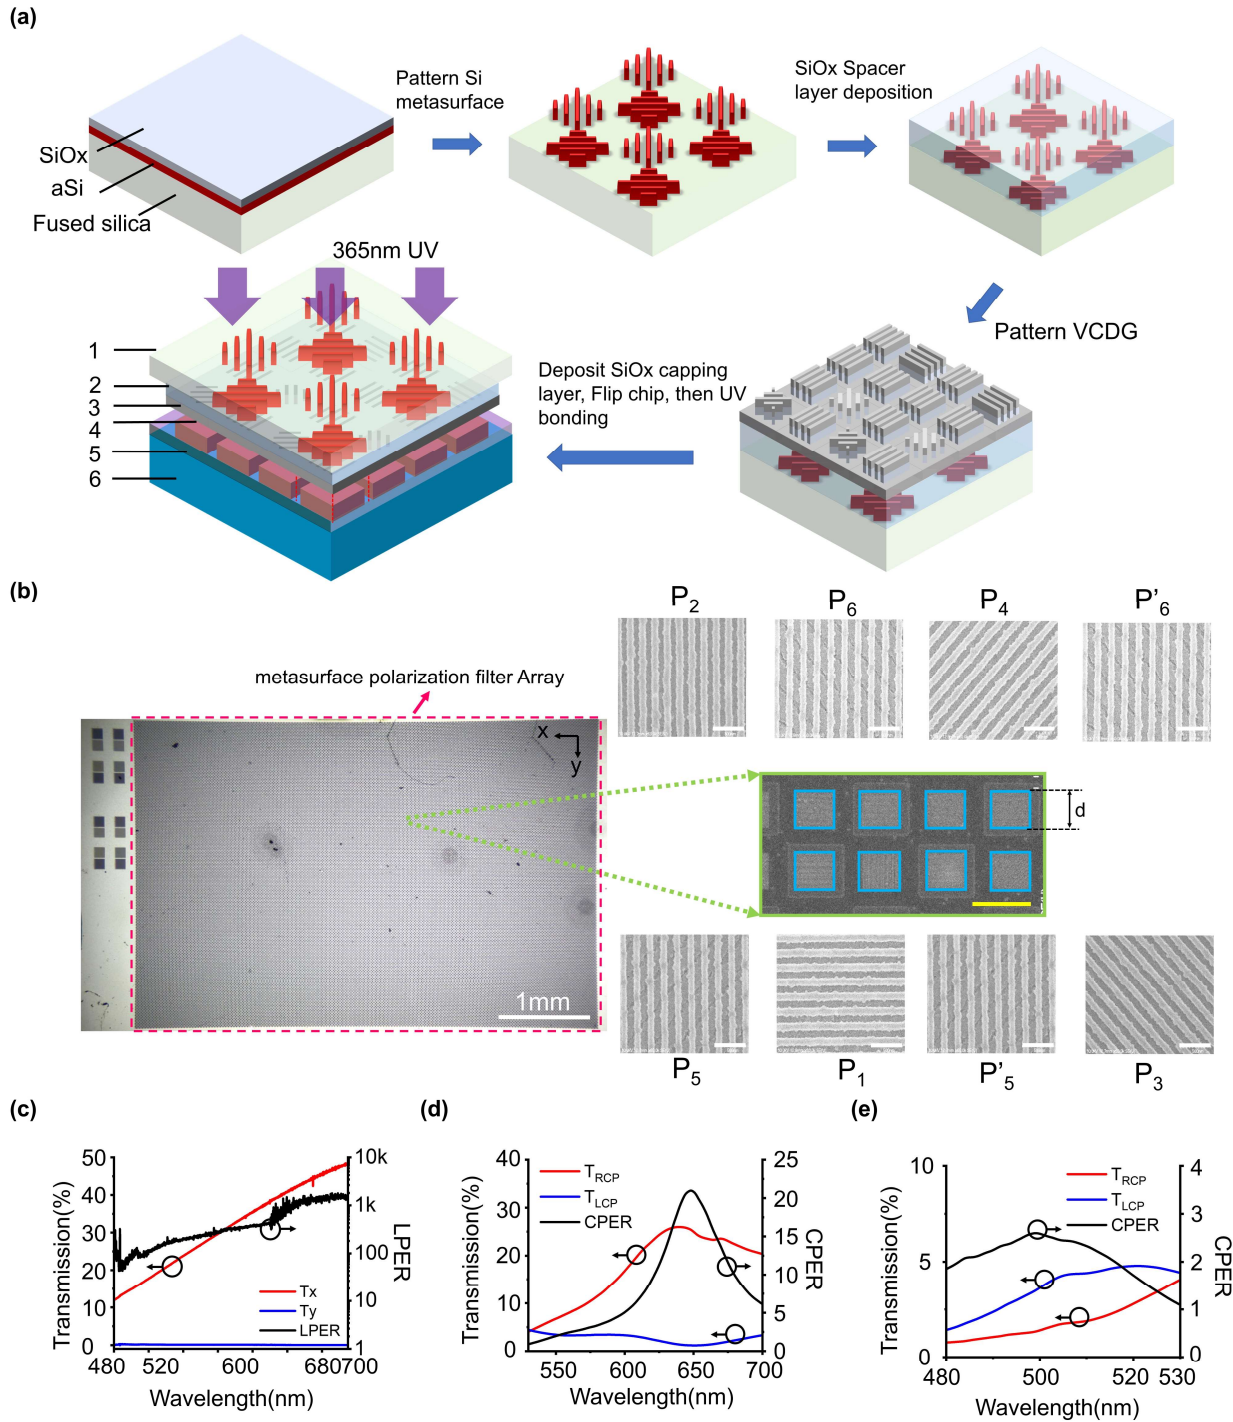 (a)
Pattern Si
metasurface
SiOx Spacer
layer deposition
SiOx
aSi
Fused silica
365nm UV
Pattern VCDG
Deposit SiOx capping
layer, Flip chip, then UV
bonding
1
2
3
4
5
6
(b)
P2
P6
P4
P'6
metasurface polarization filter Array
x
y
d
1mm
P5
P1
P'5
P3
(c)
Transmission(%)
50
40
30
20
10
0
10k
1k
100
10
1
LPER
Tx
Ty
LPER
480
520
600
680
700
Wavelength(nm)
(d)
Transmission(%)
40
30
20
10
0
25
20
15
10
5
0
CPER
TRCP
TLCP
CPER
550
600
650
700
Wavelength(nm)
(e)
Transmission(%)
10
5
0
4
3
2
1
0
CPER
TRCP
TLCP
CPER
480
500
520
530
Wavelength(nm)